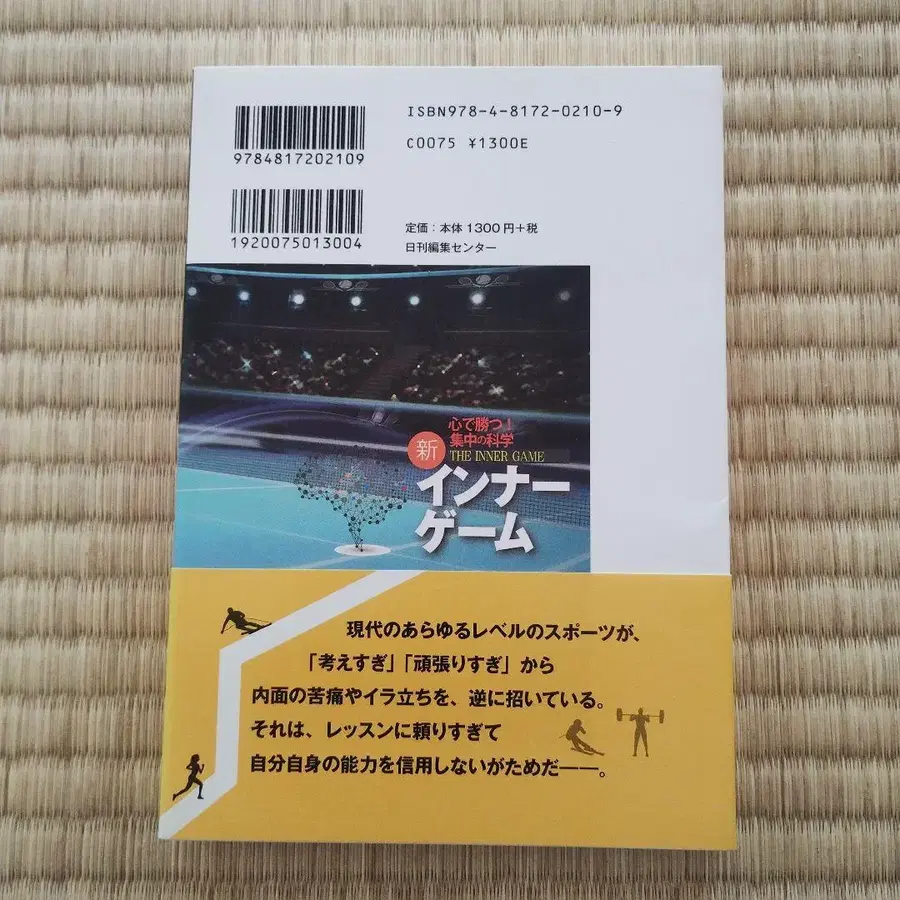 ISBN978-4-8172-0210-9
9784817202109
C0075 ¥1300E
1920075013004
定価:本体1300円+税
日刊編集センター
心で勝つ!
集中の科学
新
THE INNER GAME
インナー
ゲーム
現代のあらゆるレベルのスポーツが、
「考えすぎ」「頑張りすぎ」から
内面の苦痛やイラ立ちを、逆に招いている。
それは、レッスンに頼りすぎて
自分自身の能力を信用しないがためだ――。